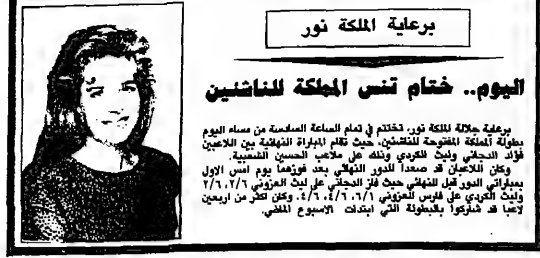 برعاية الملكة نور
اليوم.. ختام تنس المملكة للناشئين
برعاية جلالة الملكة نور، تختتم في تمام الساعة السادسة من مساء اليوم
بطولة المملكة المفتوحة للناشئين، حيث تقام المباراة النهائية بين اللاعبين
فؤاد الدجاني وليث الكردي وذلك على ملاعب الحسين الشعبية.
وكان اللاعبان قد صعدا للدور النهائي بعد فوزهما يوم امس الاول
بمباراتي الدور قبل النهائي حيث فاز الدجاني على ليث العزوني ٢/٦، ٢/٦
وليث الكردي على فارس العزوني ٦/١، ٤/٦، ٤/٦. وكان اكثر من اربعين
لاعبا قد شاركوا بالبطولة التي ابتدأت الاسبوع الماضي.